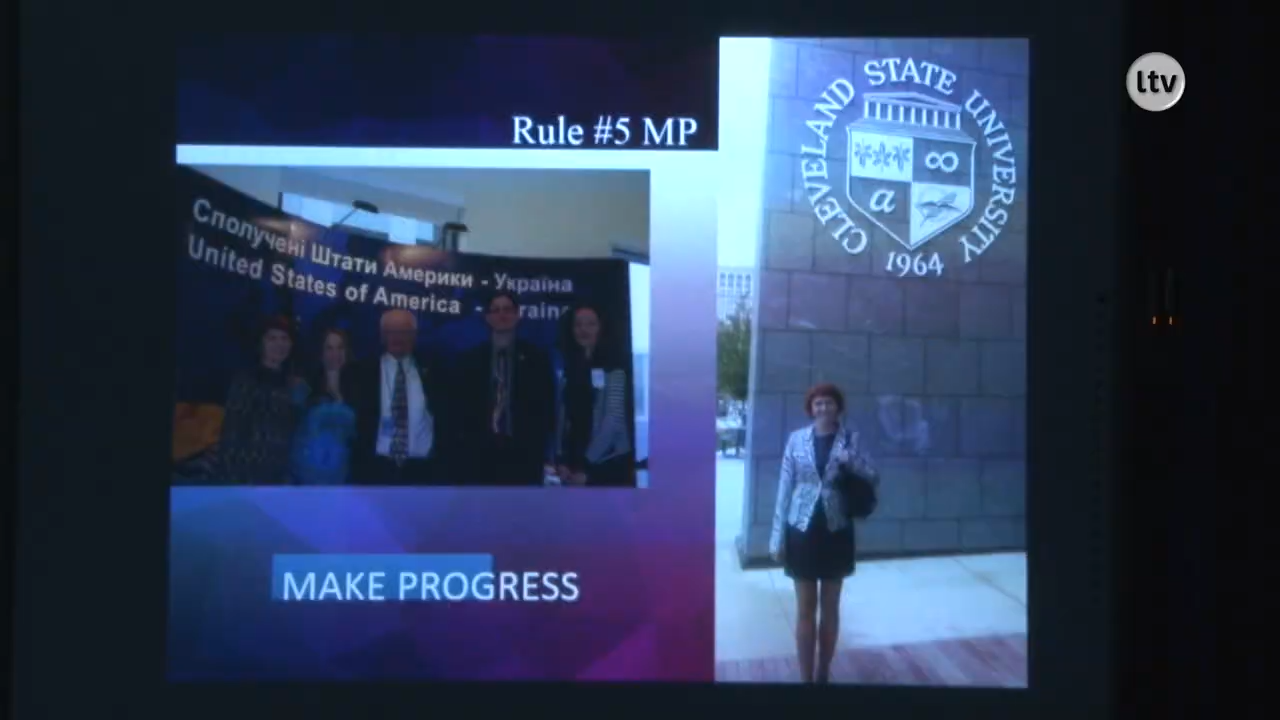 ltv
Rule #5 MP
Сполучені Штати Америки - Україна
United States of America -
MAKE PROGRESS
CLEVELAND STATE UNIVERSITY
a
1964